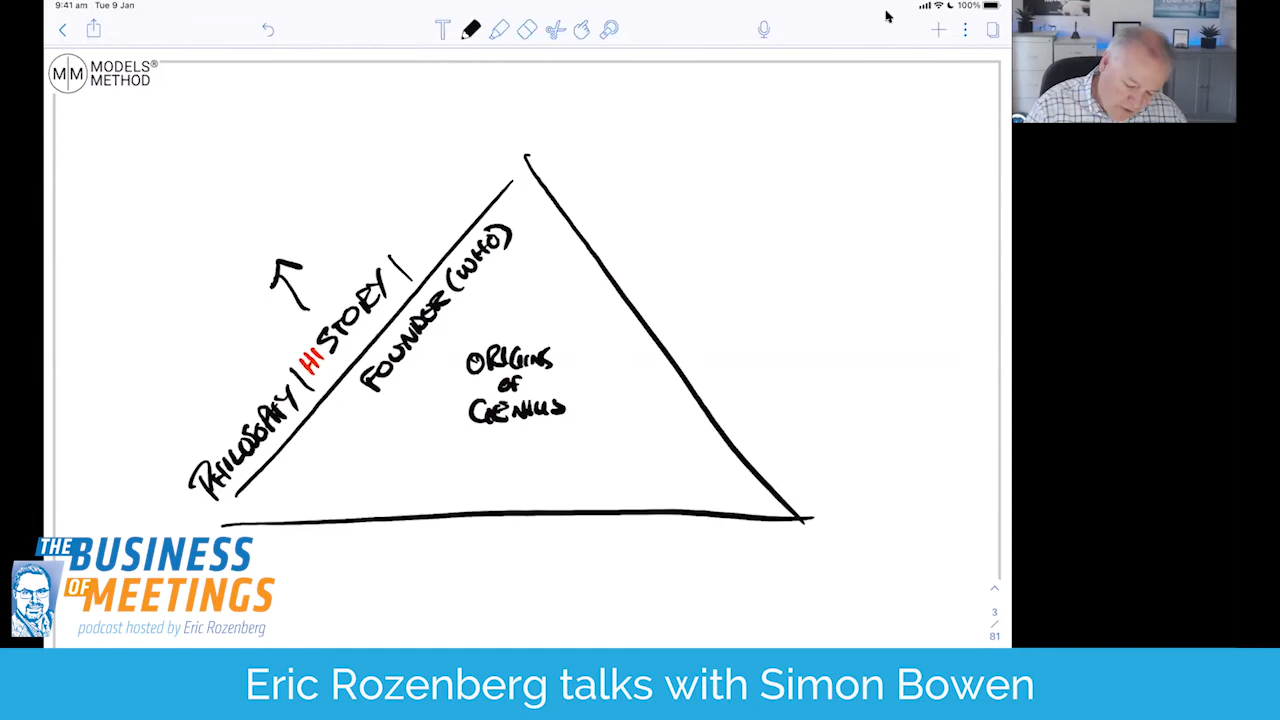 9:41 am Tue 9 Jan
100%
T
MM MODELS®
METHOD
PHILOSOPHY | HISTORY |
FOUNDER (WHO)
ORIGINS
OF
GENIUS
3
/
81
THE
BUSINESS
OF
MEETINGS
podcast hosted by Eric Rozenberg
Eric Rozenberg talks with Simon Bowen